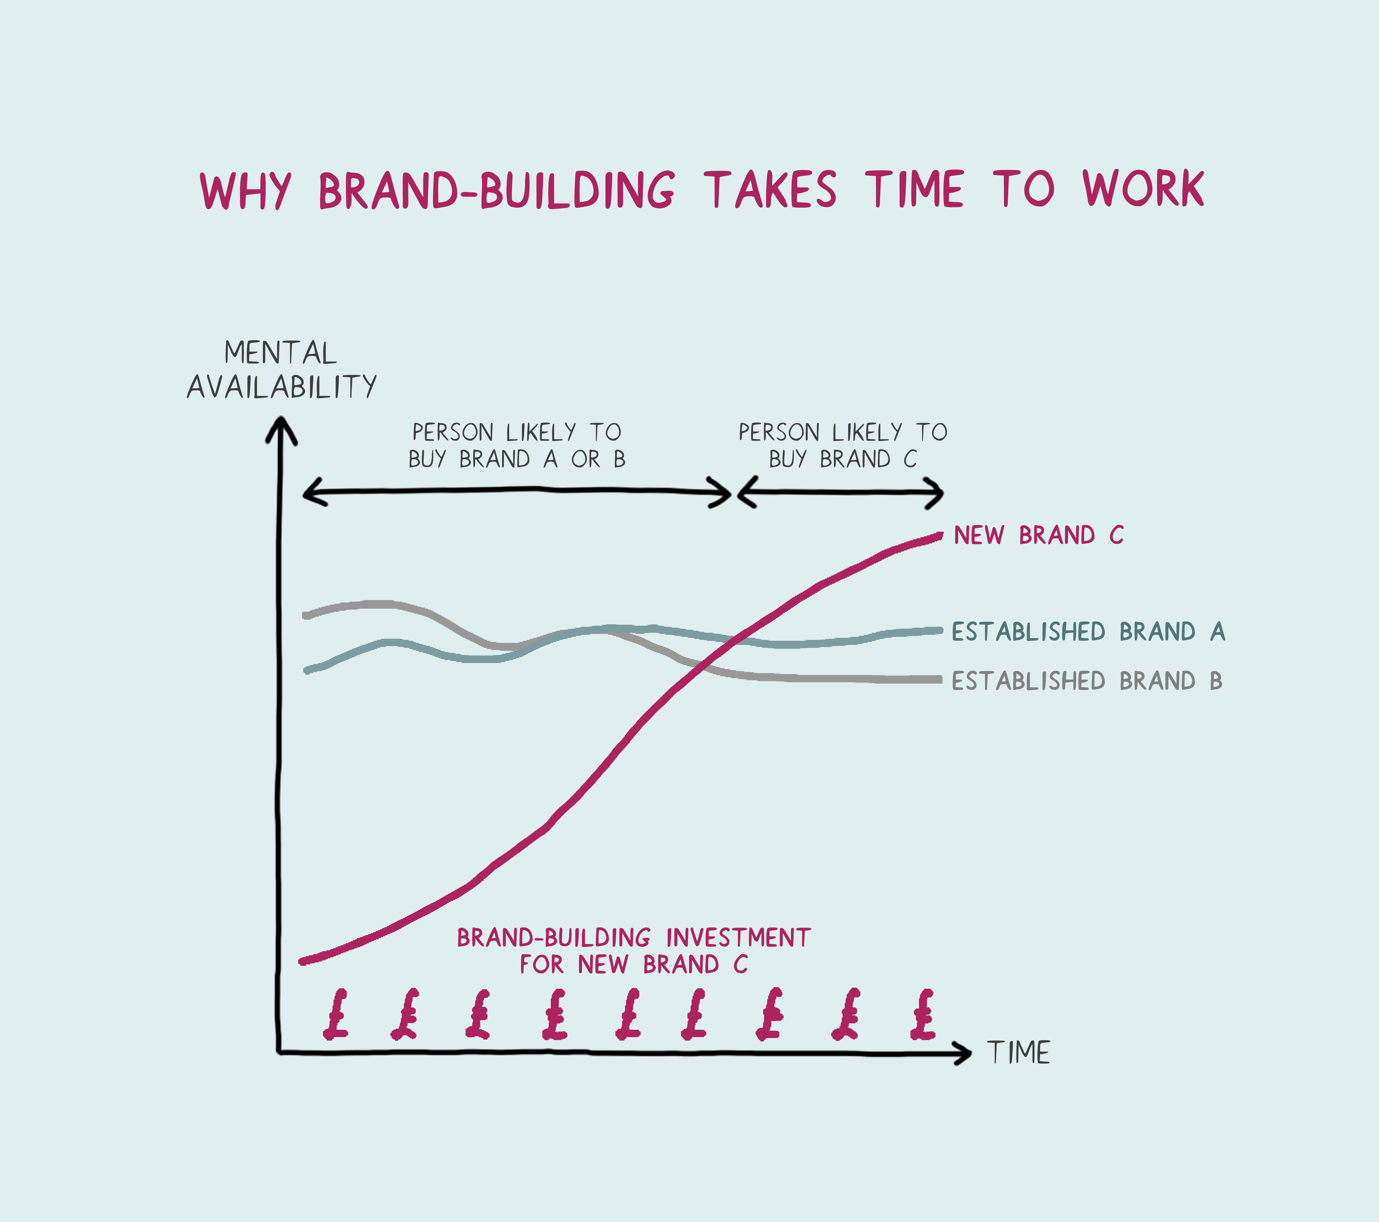 WHY BRAND-BUILDING TAKES TIME TO WORK
MENTAL
AVAILABILITY
PERSON LIKELY TO
BUY BRAND A OR B
PERSON LIKELY TO
BUY BRAND C
NEW BRAND C
ESTABLISHED BRAND A
ESTABLISHED BRAND B
BRAND-BUILDING INVESTMENT
FOR NEW BRAND C
£ £ £ £ £ £ £ £ £
TIME